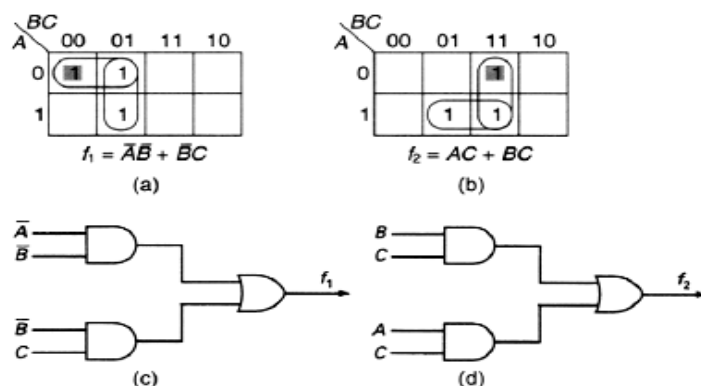 BC
A 00 01 11 10
0 1 1
1 1
f₁ = A̅B̅ + B̅C
(a)
BC
A 00 01 11 10
0 1
1 1 1
f₂ = AC + BC
(b)
A̅
B̅
f₁
B̅
C
(c)
B
C
f₂
A
C
(d)